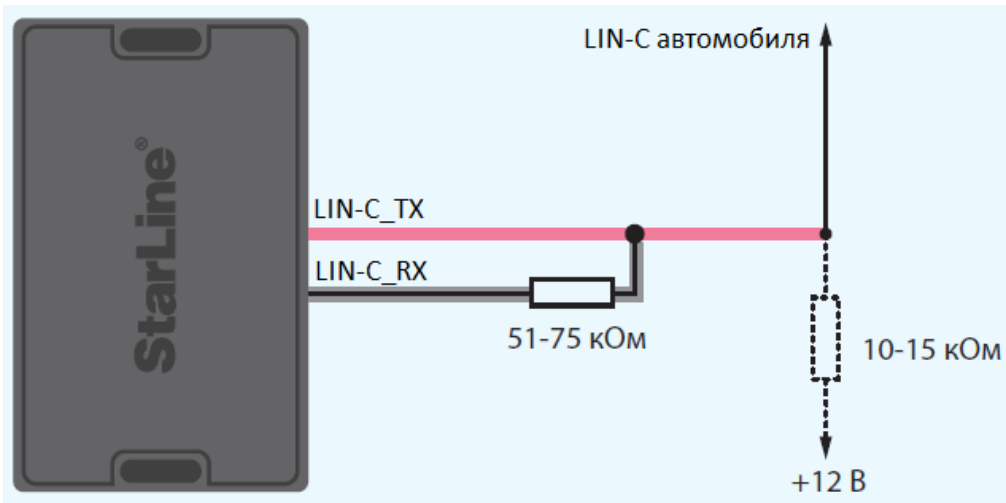 StarLine®
LIN-C автомобиля
LIN-C_TX
LIN-C_RX
51-75 кОм
10-15 кОм
+12 В